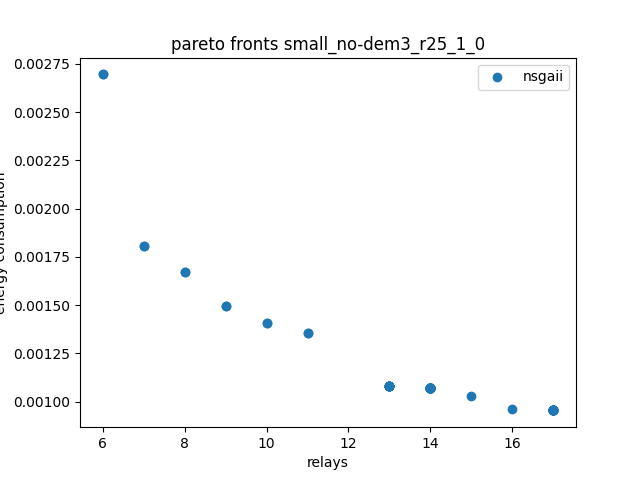 pareto fronts small_no-dem3_r25_1_0
nsgaii
0.00275
0.00250
0.00225
0.00200
0.00175
0.00150
0.00125
0.00100
energy consumption
6 8 10 12 14 16
relays